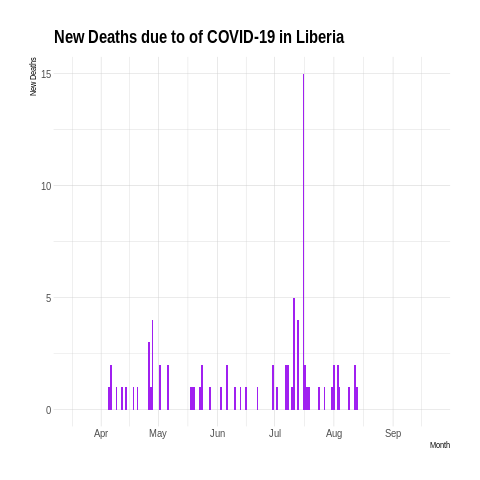 New Deaths due to of COVID-19 in Liberia
New Deaths
15
10
5
0
Apr May Jun Jul Aug Sep
Month